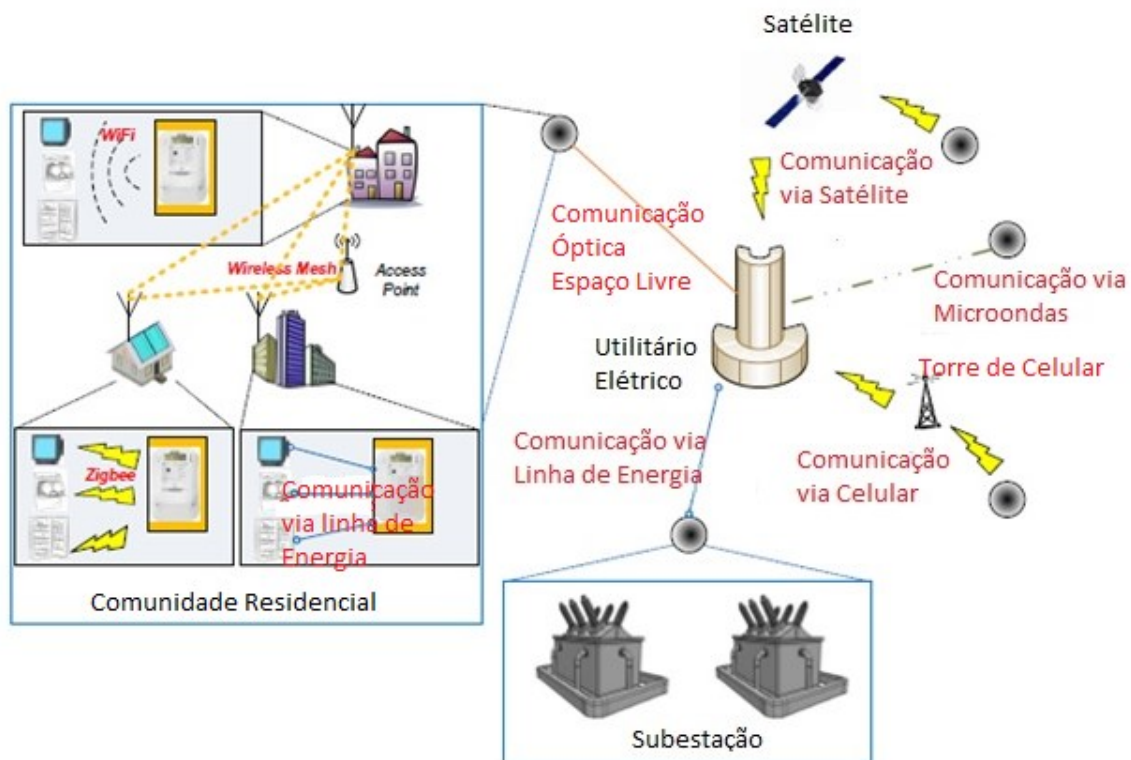 Satélite
WiFi
Comunicação
via Satélite
Comunicação
Óptica
Espaço Livre
Wireless Mesh
Access
Point
Comunicação via
Microondas
Utilitário
Elétrico
Torre de Celular
Comunicação via
Linha de Energia
Comunicação
via Celular
Zigbee
Comunicação
via linha de
Energia
Comunidade Residencial
Subestação